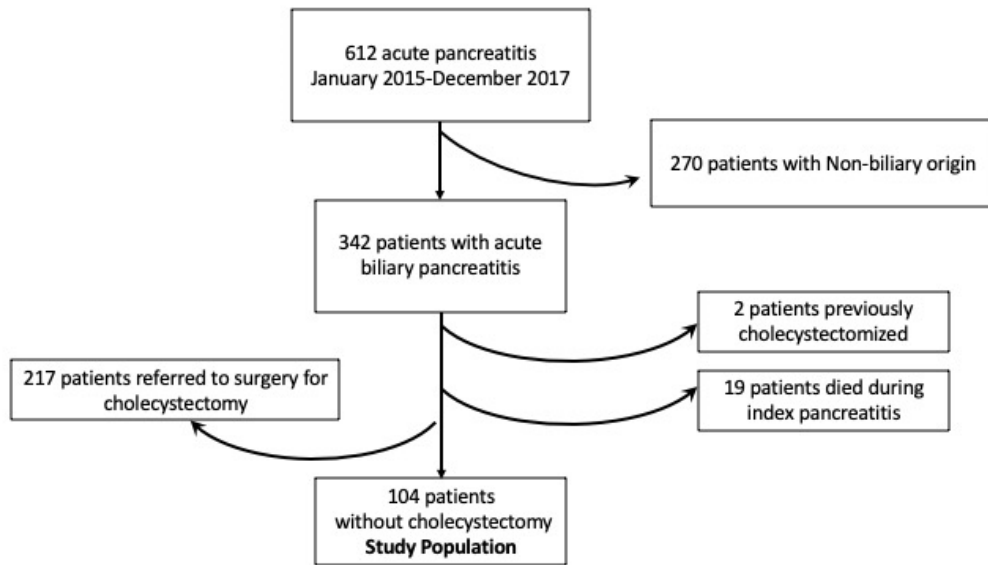 612 acute pancreatitis
January 2015-December 2017
270 patients with Non-biliary origin
342 patients with acute
biliary pancreatitis
2 patients previously
cholecystectomized
217 patients referred to surgery for
cholecystectomy
19 patients died during
index pancreatitis
104 patients
without cholecystectomy
Study Population